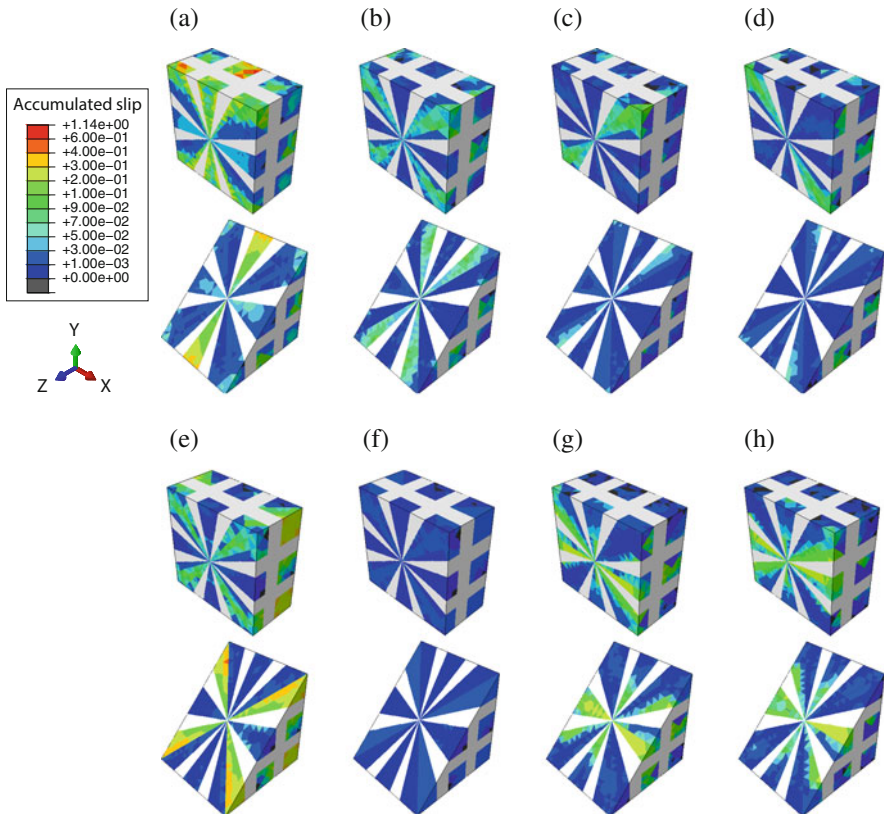 (a) (b) (c) (d)
Accumulated slip
+1.14e+00
+6.00e-01
+4.00e-01
+3.00e-01
+2.00e-01
+1.00e-01
+9.00e-02
+7.00e-02
+5.00e-02
+3.00e-02
+1.00e-03
+0.00e+00
Y
Z X
(e) (f) (g) (h)